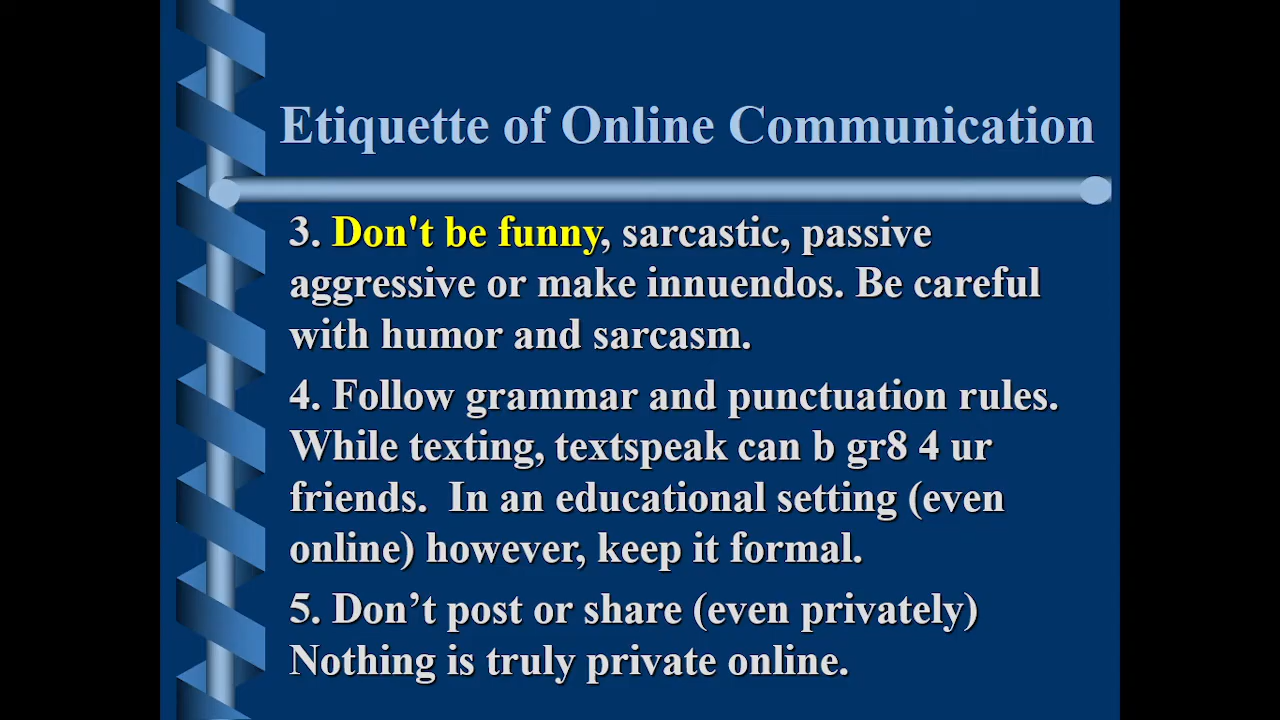 Etiquette of Online Communication
3. Don't be funny, sarcastic, passive
aggressive or make innuendos. Be careful
with humor and sarcasm.
4. Follow grammar and punctuation rules.
While texting, textspeak can b gr8 4 ur
friends.  In an educational setting (even
online) however, keep it formal.
5. Don’t post or share (even privately)
Nothing is truly private online.